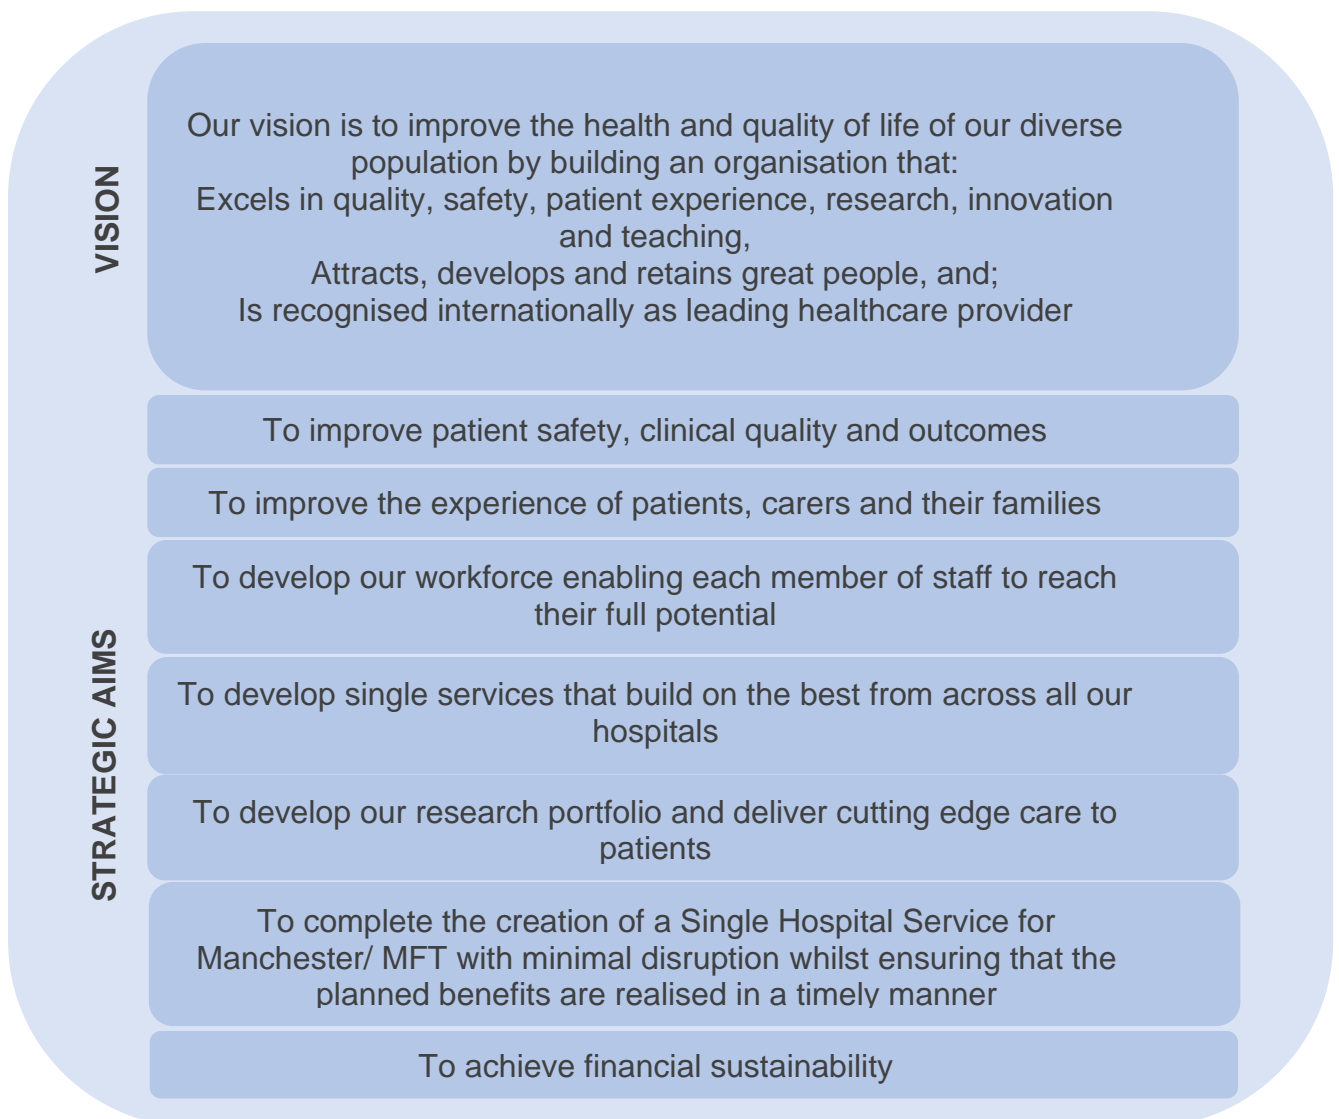 VISION
Our vision is to improve the health and quality of life of our diverse
population by building an organisation that:
Excels in quality, safety, patient experience, research, innovation
and teaching,
Attracts, develops and retains great people, and;
Is recognised internationally as leading healthcare provider
STRATEGIC AIMS
To improve patient safety, clinical quality and outcomes
To improve the experience of patients, carers and their families
To develop our workforce enabling each member of staff to reach
their full potential
To develop single services that build on the best from across all our
hospitals
To develop our research portfolio and deliver cutting edge care to
patients
To complete the creation of a Single Hospital Service for
Manchester/ MFT with minimal disruption whilst ensuring that the
planned benefits are realised in a timely manner
To achieve financial sustainability